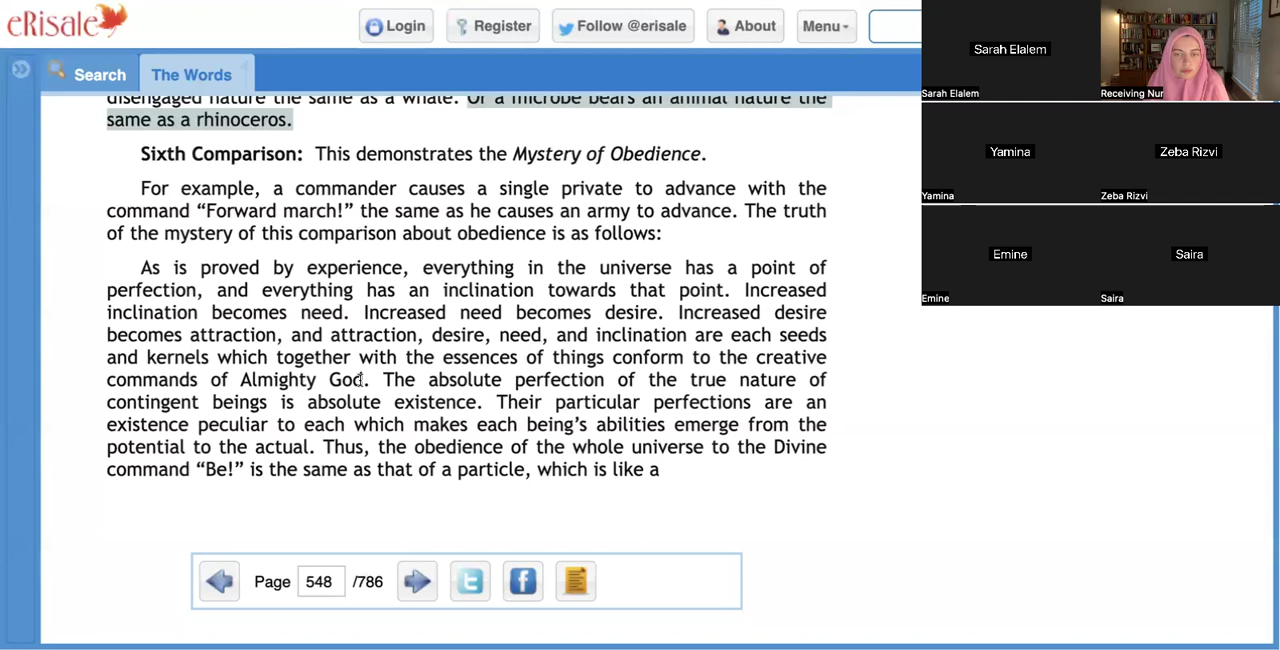 eRisale
Login
Register
Follow @erisale
About
Menu
Search
The Words
disengaged nature the same as a whale. Or a microbe bears an animal nature the
same as a rhinoceros.
Sixth Comparison: This demonstrates the Mystery of Obedience.
For example, a commander causes a single private to advance with the
command “Forward march!” the same as he causes an army to advance. The truth
of the mystery of this comparison about obedience is as follows:
As is proved by experience, everything in the universe has a point of
perfection, and everything has an inclination towards that point. Increased
inclination becomes need. Increased need becomes desire. Increased desire
becomes attraction, and attraction, desire, need, and inclination are each seeds
and kernels which together with the essences of things conform to the creative
commands of Almighty God. The absolute perfection of the true nature of
contingent beings is absolute existence. Their particular perfections are an
existence peculiar to each which makes each being’s abilities emerge from the
potential to the actual. Thus, the obedience of the whole universe to the Divine
command “Be!” is the same as that of a particle, which is like a
Page 548 /786
Sarah Elalem
Sarah Elalem
Receiving Nur
Yamina
Zeba Rizvi
Yamina
Zeba Rizvi
Emine
Saira
Emine
Saira